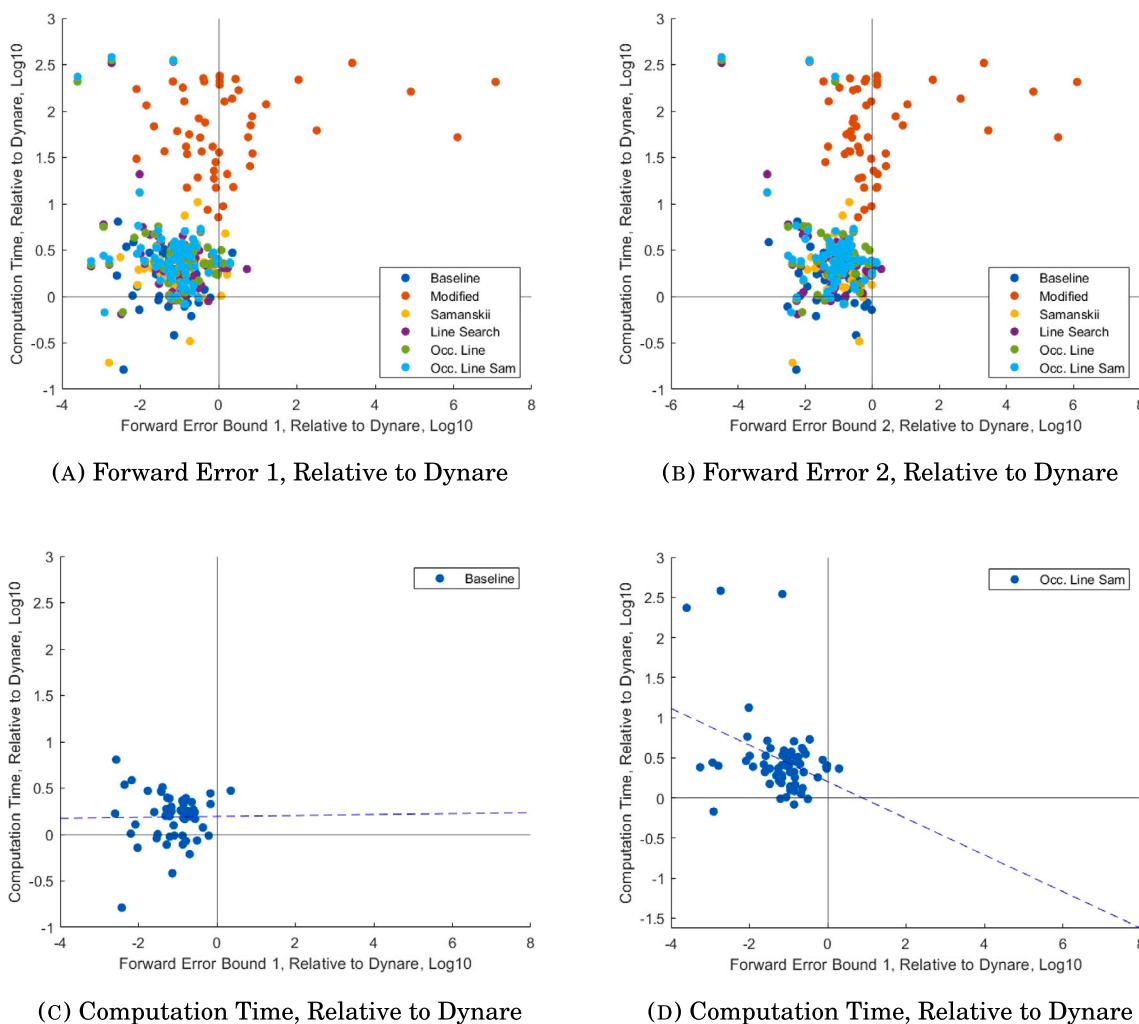 3
2.5
2
1.5
1
0.5
0
-0.5
-1
-4
-2
0
2
4
6
8
Computation Time, Relative to Dynare, Log10
Forward Error Bound 1, Relative to Dynare, Log10
Baseline
Modified
Samanskii
Line Search
Occ. Line
Occ. Line Sam
(A) Forward Error 1, Relative to Dynare
3
2.5
2
1.5
1
0.5
0
-0.5
-1
-6
-4
-2
0
2
4
6
8
Computation Time, Relative to Dynare, Log10
Forward Error Bound 2, Relative to Dynare, Log10
Baseline
Modified
Samanskii
Line Search
Occ. Line
Occ. Line Sam
(B) Forward Error 2, Relative to Dynare
3
2.5
2
1.5
1
0.5
0
-0.5
-1
-4
-2
0
2
4
6
8
Computation Time, Relative to Dynare, Log10
Forward Error Bound 1, Relative to Dynare, Log10
Baseline
(C) Computation Time, Relative to Dynare
3
2.5
2
1.5
1
0.5
0
-0.5
-1
-1.5
-4
-2
0
2
4
6
8
Computation Time, Relative to Dynare, Log10
Forward Error Bound 1, Relative to Dynare, Log10
Occ. Line Sam
(D) Computation Time, Relative to Dynare